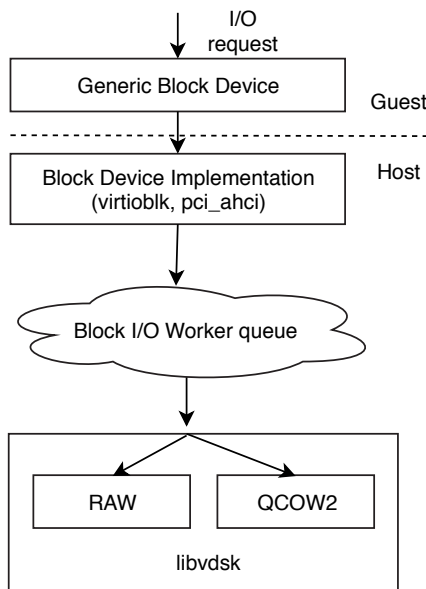 I/O
request
Generic Block Device
Guest
Host
Block Device Implementation
(virtioblk, pci_ahci)
Block I/O Worker queue
RAW
QCOW2
libvdsk